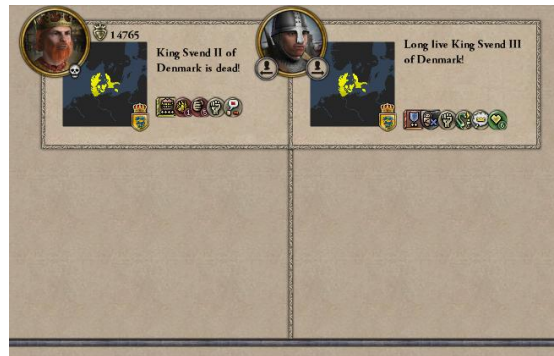 14765
King Svend II of
Denmark is dead!
Long live King Svend III
of Denmark!